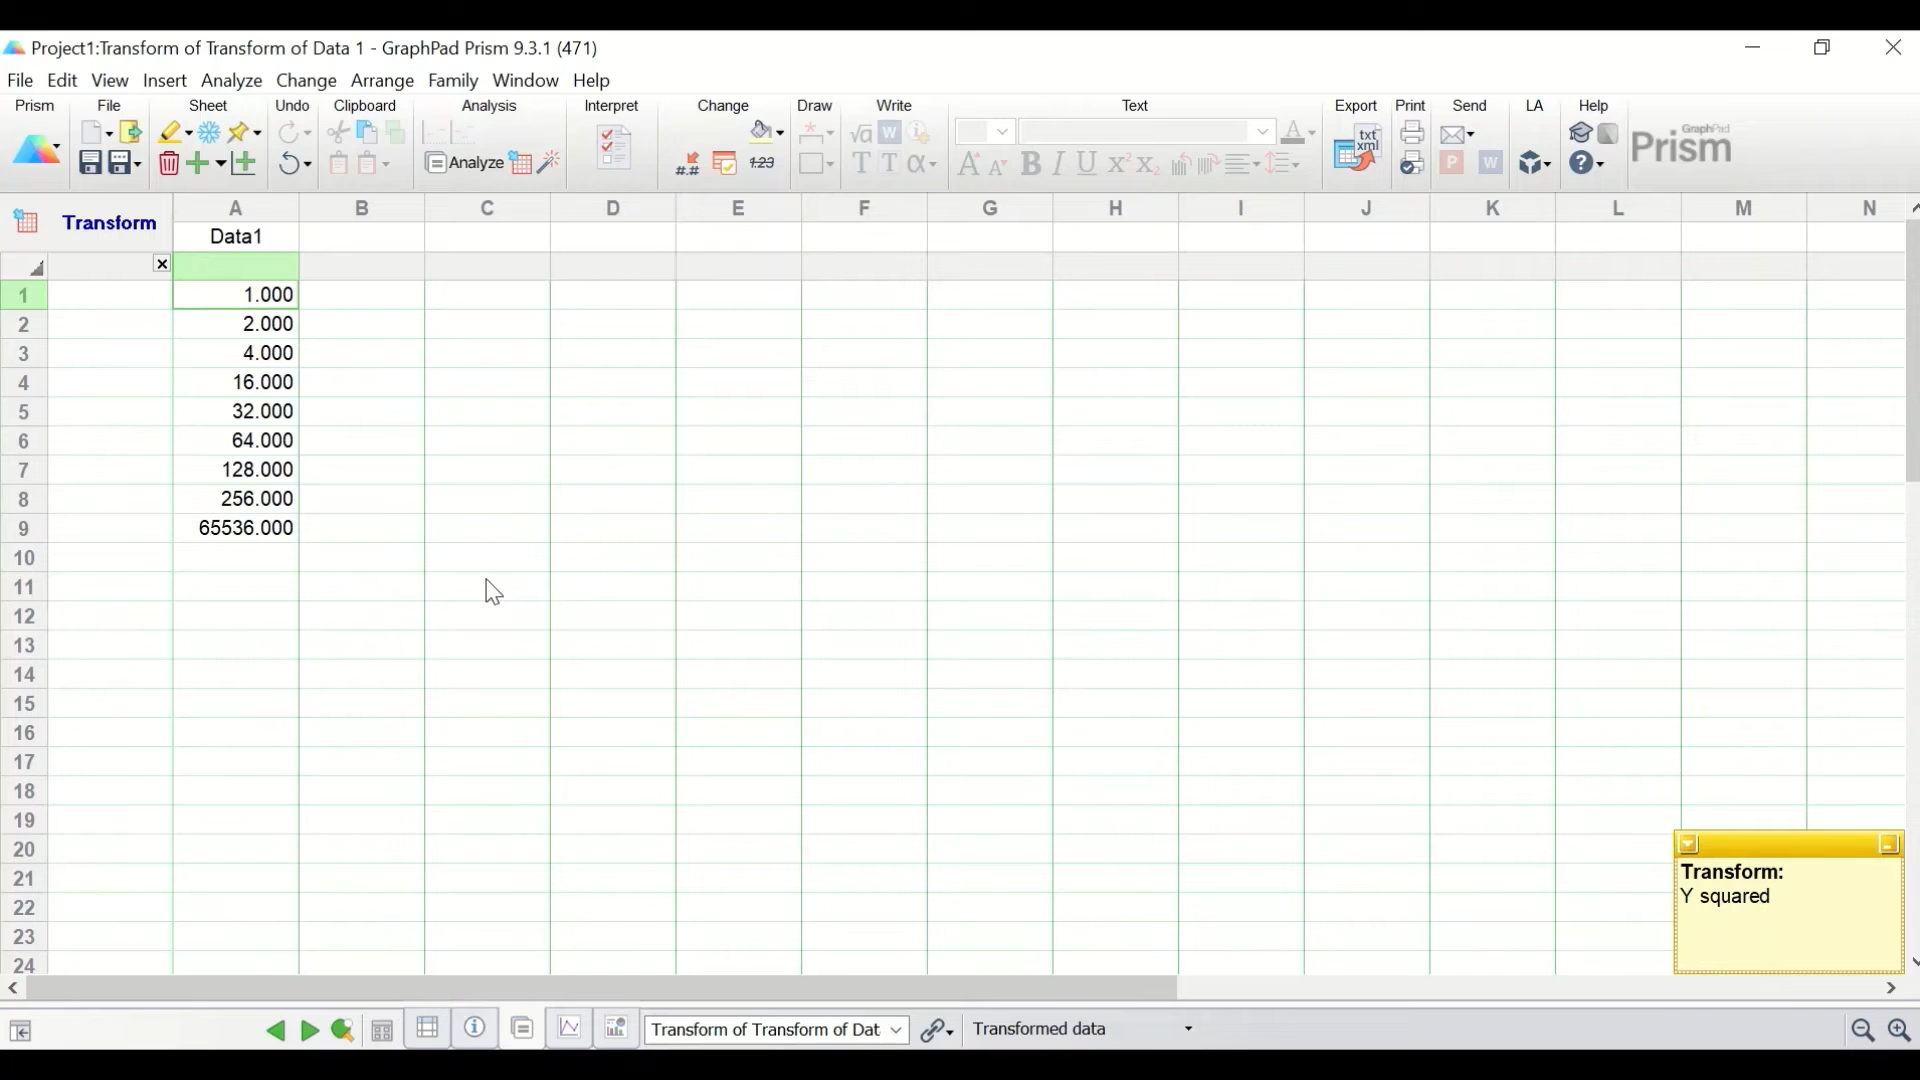 Project1:Transform of Transform of Data 1 - GraphPad Prism 9.3.1 (471)
File Edit View Insert Analyze Change Arrange Family Window Help
Prism File Sheet Undo Clipboard Analysis Interpret Change Draw Write Text Export Print Send LA Help
Analyze
#.# 123
txt
xml
GraphPad
Prism
A B C D E F G H I J K L M N
Transform
Data1
1 1.000
2 2.000
3 4.000
4 16.000
5 32.000
6 64.000
7 128.000
8 256.000
9 65536.000
10
11
12
13
14
15
16
17
18
19
20
21
22
23
24
Transform:
Y squared
Transform of Transform of Dat
Transformed data